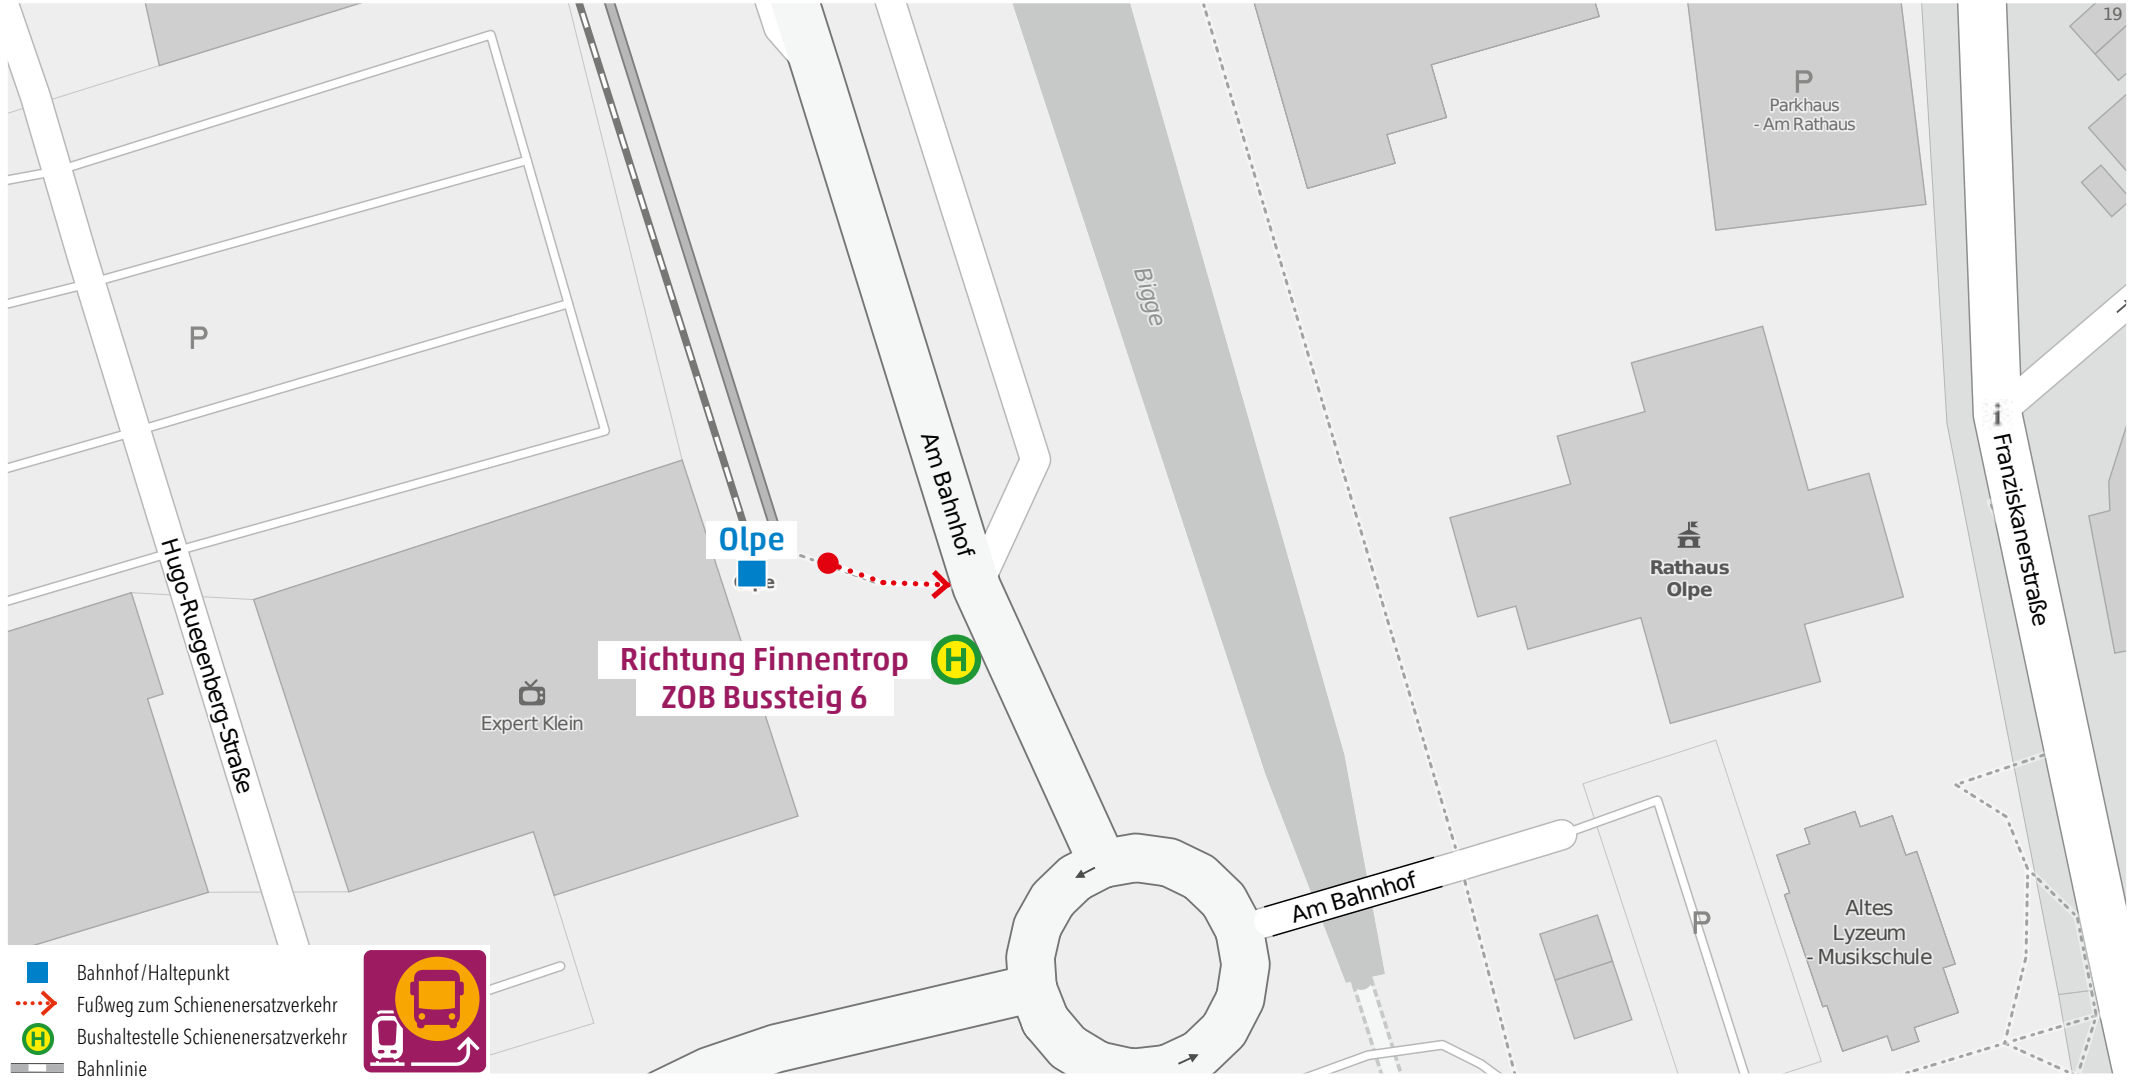 19
P
Parkhaus
- Am Rathaus
Bigge
P
Am Bahnhof
Franziskanerstraße
Olpe
Rathaus
Olpe
Hugo-Ruegenberg-Straße
Richtung Finnentrop
H
ZOB Bussteig 6
Expert Klein
Am Bahnhof
P
Altes
Lyzeum
- Musikschule
Bahnhof/Haltepunkt
Fußweg zum Schienenersatzverkehr
H Bushaltestelle Schienenersatzverkehr
Bahnlinie